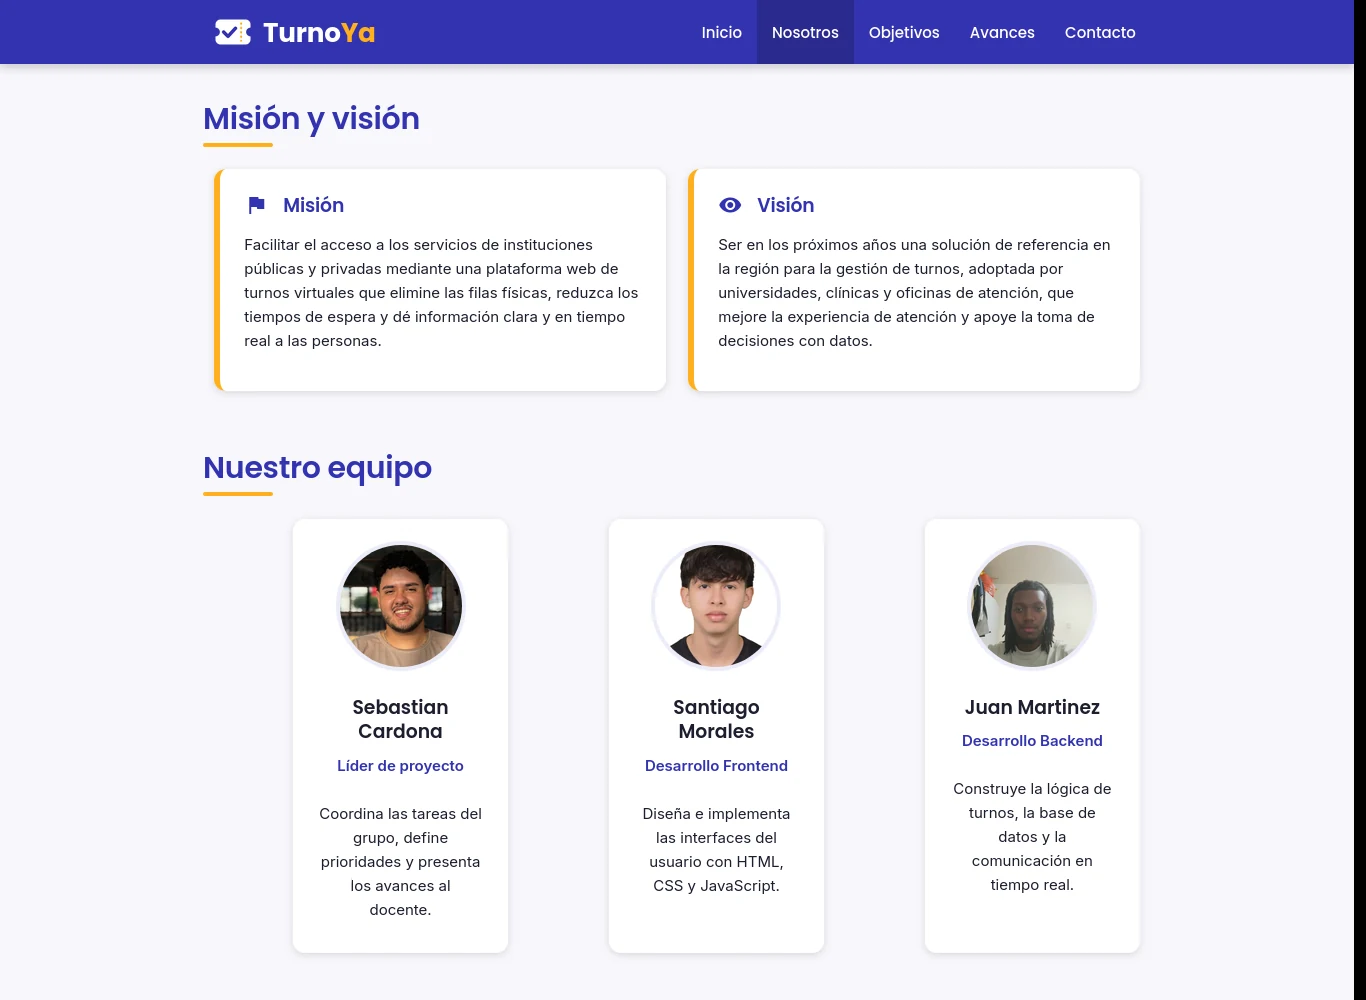 TurnoYa
Inicio Nosotros Objetivos Avances Contacto
Misión y visión
Misión
Facilitar el acceso a los servicios de instituciones
públicas y privadas mediante una plataforma web de
turnos virtuales que elimine las filas físicas, reduzca los
tiempos de espera y dé información clara y en tiempo
real a las personas.
Visión
Ser en los próximos años una solución de referencia en
la región para la gestión de turnos, adoptada por
universidades, clínicas y oficinas de atención, que
mejore la experiencia de atención y apoye la toma de
decisiones con datos.
Nuestro equipo
Sebastian
Cardona
Líder de proyecto
Coordina las tareas del
grupo, define
prioridades y presenta
los avances al
docente.
Santiago
Morales
Desarrollo Frontend
Diseña e implementa
las interfaces del
usuario con HTML,
CSS y JavaScript.
Juan Martinez
Desarrollo Backend
Construye la lógica de
turnos, la base de
datos y la
comunicación en
tiempo real.